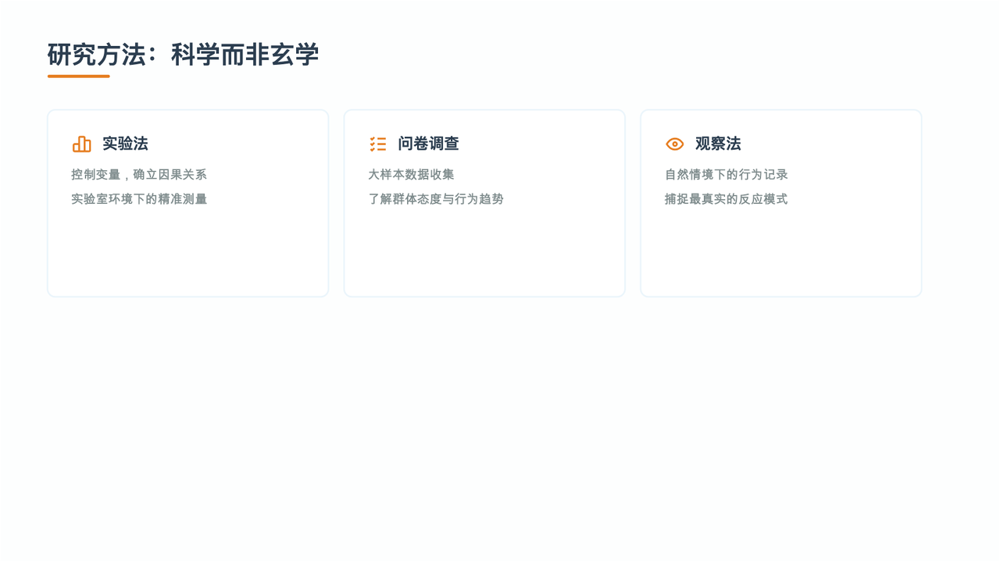 研究方法：科学而非玄学
实验法
控制变量，确立因果关系
实验室环境下的精准测量
问卷调查
大样本数据收集
了解群体态度与行为趋势
观察法
自然情境下的行为记录
捕捉最真实的反应模式